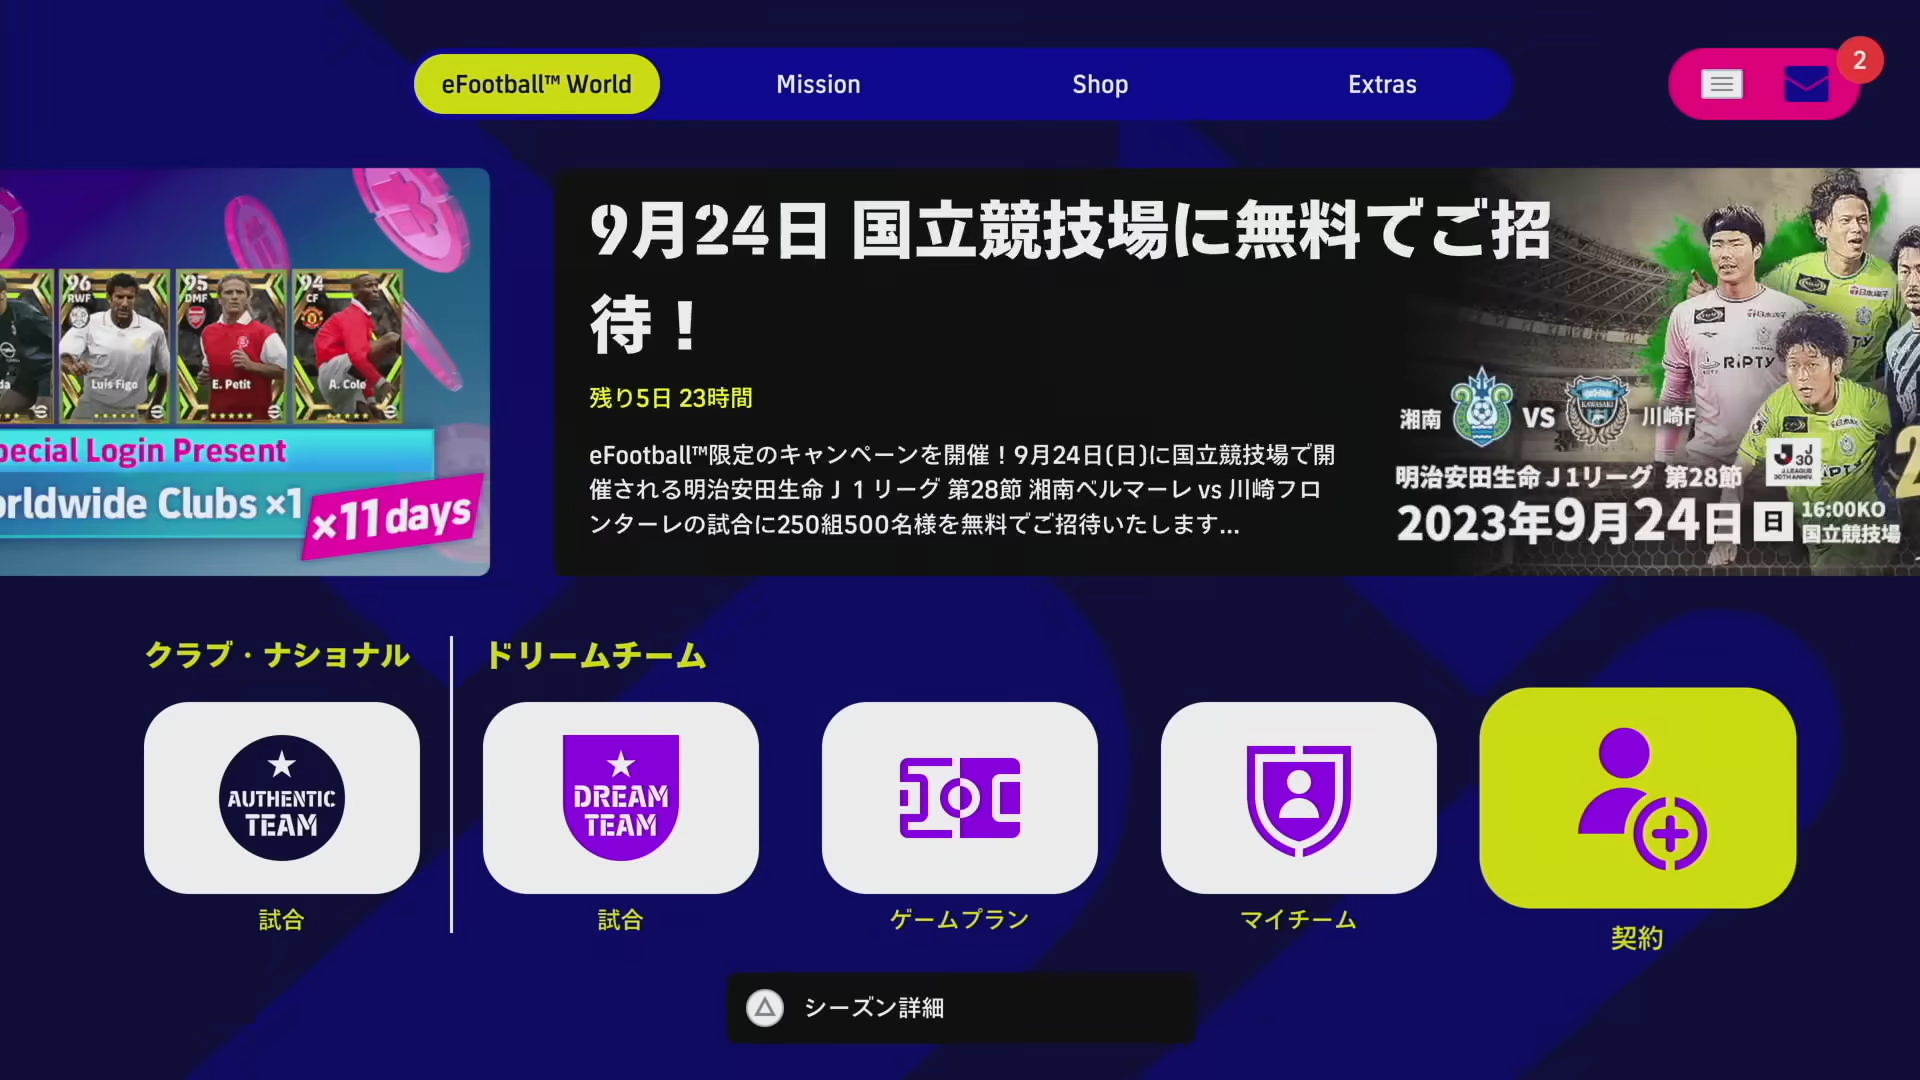 eFootball™ World
Mission
Shop
Extras
2
96
RWF
Luis Figo
95
DMF
E. Petit
94
CF
A. Cole
pecial Login Present
orldwide Clubs ×1
×11days
9月24日 国立競技場に無料でご招
待！
残り5日 23時間
eFootball™限定のキャンペーンを開催！9月24日(日)に国立競技場で開
催される明治安田生命Ｊ１リーグ 第28節 湘南ベルマーレ vs 川崎フロ
ンターレの試合に250組500名様を無料でご招待いたします...
RIPTY
湘南 VS 川崎F
KAWASAKI
明治安田生命Ｊ1リーグ 第28節
J 30
J.LEAGUE
2023年9月24日 日
16:00KO
国立競技場
クラブ・ナショナル
ドリームチーム
AUTHENTIC
TEAM
DREAM
TEAM
試合
試合
ゲームプラン
マイチーム
契約
シーズン詳細